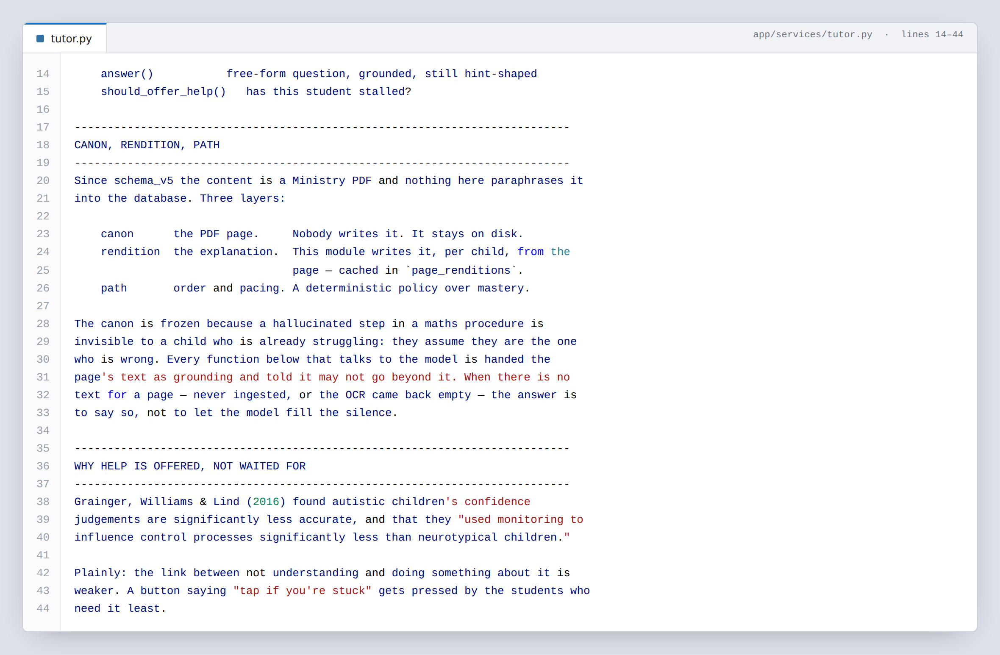 tutor.py
app/services/tutor.py · lines 14–44
14     answer()           free-form question, grounded, still hint-shaped
15     should_offer_help()   has this student stalled?
16
17 ---------------------------------------------------------------------------
18 CANON, RENDITION, PATH
19 ---------------------------------------------------------------------------
20 Since schema_v5 the content is a Ministry PDF and nothing here paraphrases it
21 into the database. Three layers:
22
23     canon      the PDF page.     Nobody writes it. It stays on disk.
24     rendition  the explanation.  This module writes it, per child, from the
25                                  page — cached in `page_renditions`.
26     path       order and pacing. A deterministic policy over mastery.
27
28 The canon is frozen because a hallucinated step in a maths procedure is
29 invisible to a child who is already struggling: they assume they are the one
30 who is wrong. Every function below that talks to the model is handed the
31 page's text as grounding and told it may not go beyond it. When there is no
32 text for a page — never ingested, or the OCR came back empty — the answer is
33 to say so, not to let the model fill the silence.
34
35 ---------------------------------------------------------------------------
36 WHY HELP IS OFFERED, NOT WAITED FOR
37 ---------------------------------------------------------------------------
38 Grainger, Williams & Lind (2016) found autistic children's confidence
39 judgements are significantly less accurate, and that they "used monitoring to
40 influence control processes significantly less than neurotypical children."
41
42 Plainly: the link between not understanding and doing something about it is
43 weaker. A button saying "tap if you're stuck" gets pressed by the students who
44 need it least.